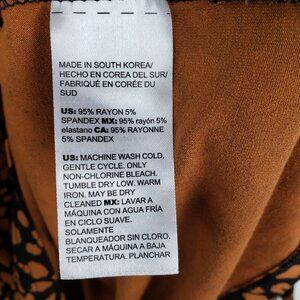 MADE IN SOUTH KOREA/
HECHO EN COREA DEL SUR/
FABRIQUÉ EN CORÉE DU
SUD
US: 95% RAYON 5%
SPANDEX MX: 95% rayón 5%
elastano CA: 95% RAYONNE
5% SPANDEX
US: MACHINE WASH COLD,
GENTLE CYCLE. ONLY
NON-CHLORINE BLEACH.
TUMBLE DRY LOW. WARM
IRON. MAY BE DRY
CLEANED MX: LAVAR A
MÁQUINA CON AGUA FRÍA
EN CICLO SUAVE.
SOLAMENTE
BLANQUEADOR SIN CLORO.
SECAR A MÁQUINA A BAJA
TEMPERATURA. PLANCHAR